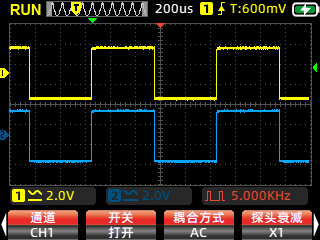 RUN T 200us 1 T:600mV
1
2
1 2.0V 2 2.0V 5.000KHz
通道 开关 耦合方式 探头衰减
CH1 打开 AC X1